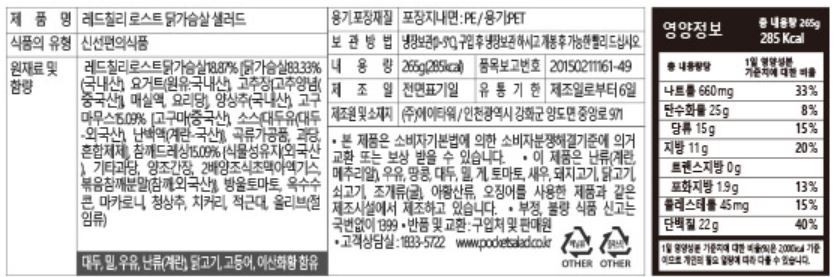 제 품 명
레드칠리 로스트 닭가슴살 샐러드
식품의 유형
신선편의식품
원재료 및
함량
레드칠리로스트닭가슴살18.87% [닭가슴살83.33%
(국내산), 요거트(원유:국내산), 고추장(고추양념(
중국산)), 매실액, 요리당), 양상추(국내산), 고구
마무스15.09% [고구마(중국산), 소스(대두유(대두
-외국산), 난백액(계란-국산)), 곡류가공품, 과당,
혼합제제], 참깨드레싱15.09% (식물성유지(외국산
), 기타과당, 양조간장, 2배양조식초맥아엑기스,
볶음참깨분말(참깨:외국산)), 방울토마토, 옥수수
콘, 마카로니, 청상추, 치커리, 적근대, 올리브(절
임류)
대두, 밀, 우유, 난류(계란), 닭고기, 고등어, 이산화황 함유
용기.포장재질
포장지내면 : PE / 용기:PET
보 관 방 법
냉장보관(0~5℃), 구입 후 냉장보관 하시고 개봉 후 가능한 빨리 드십시오
내 용 량
265g(285kcal)
품목보고번호
20150211161-49
제 조 일
전면표기일
유 통 기 한
제조일로부터 6일
제조원 및 소재지
(주)에이타워 / 인천광역시 강화군 양도면 중앙로 971
• 본 제품은 소비자기본법에 의한 소비자분쟁해결기준에 의거
교환 또는 보상 받을 수 있습니다. • 이 제품은 난류(계란,
메추리알), 우유, 땅콩, 대두, 밀, 게, 토마토, 새우, 돼지고기, 닭고기,
쇠고기, 조개류(굴), 아황산류, 오징어를 사용한 제품과 같은
제조시설에서 제조하고 있습니다. • 부정, 불량 식품 신고는
국번없이 1399 • 반품 및 교환 : 구입처 및 판매원
• 고객상담실 : 1833-5722 www.pocketsalad.co.kr
OTHER
OTHER
영양정보
총 내용량 265g
285 Kcal
총 내용량당
1일 영양성분
기준치에 대한 비율
나트륨 660mg 33%
탄수화물 25g 8%
당류 15g 15%
지방 11g 20%
트랜스지방 0g
포화지방 1.9g 13%
콜레스테롤 45mg 15%
단백질 22g 40%
1일 영양성분 기준치에 대한 비율(%)은 2,000kcal 기준
이므로 개인의 필요 열량에 따라 다를 수 있습니다.